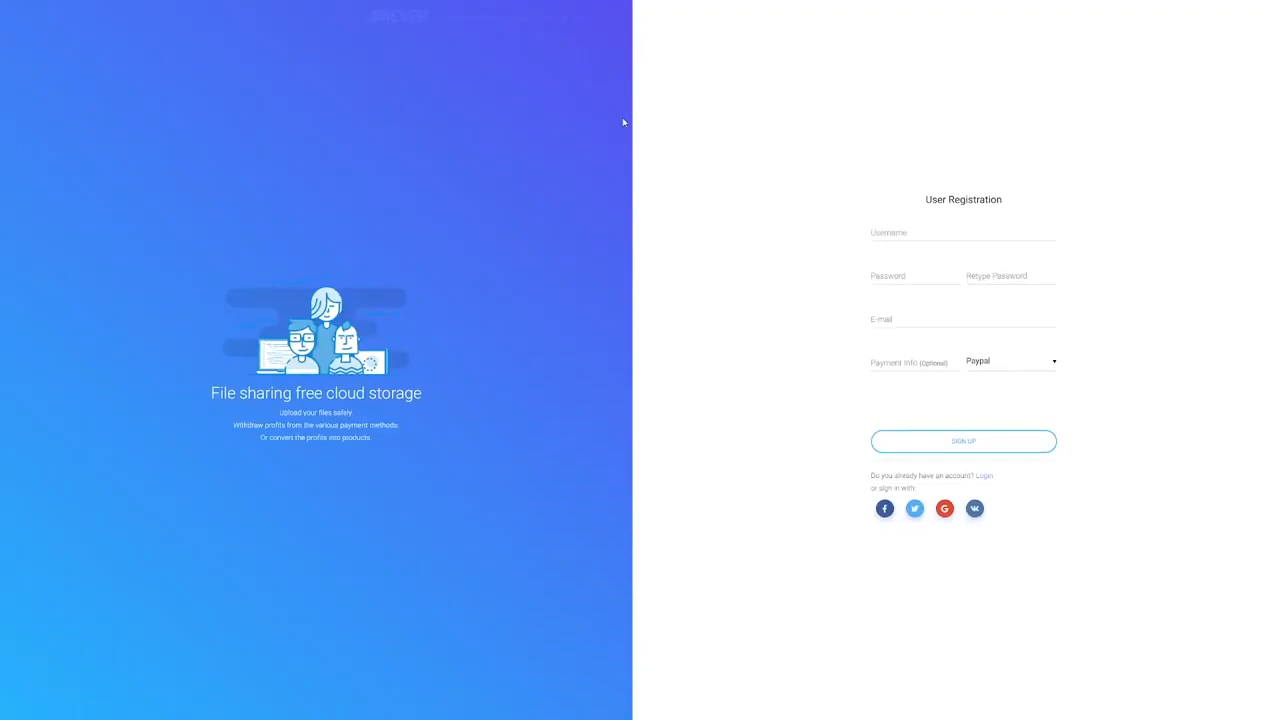 File sharing free cloud storage
Upload your files safely.
Withdraw profits from the various payment methods.
Or convert the profits into products.
User Registration
Username
Password Retype Password
E-mail
Payment Info (Optional) Paypal
SIGN UP
Do you already have an account? Login
or sign in with: